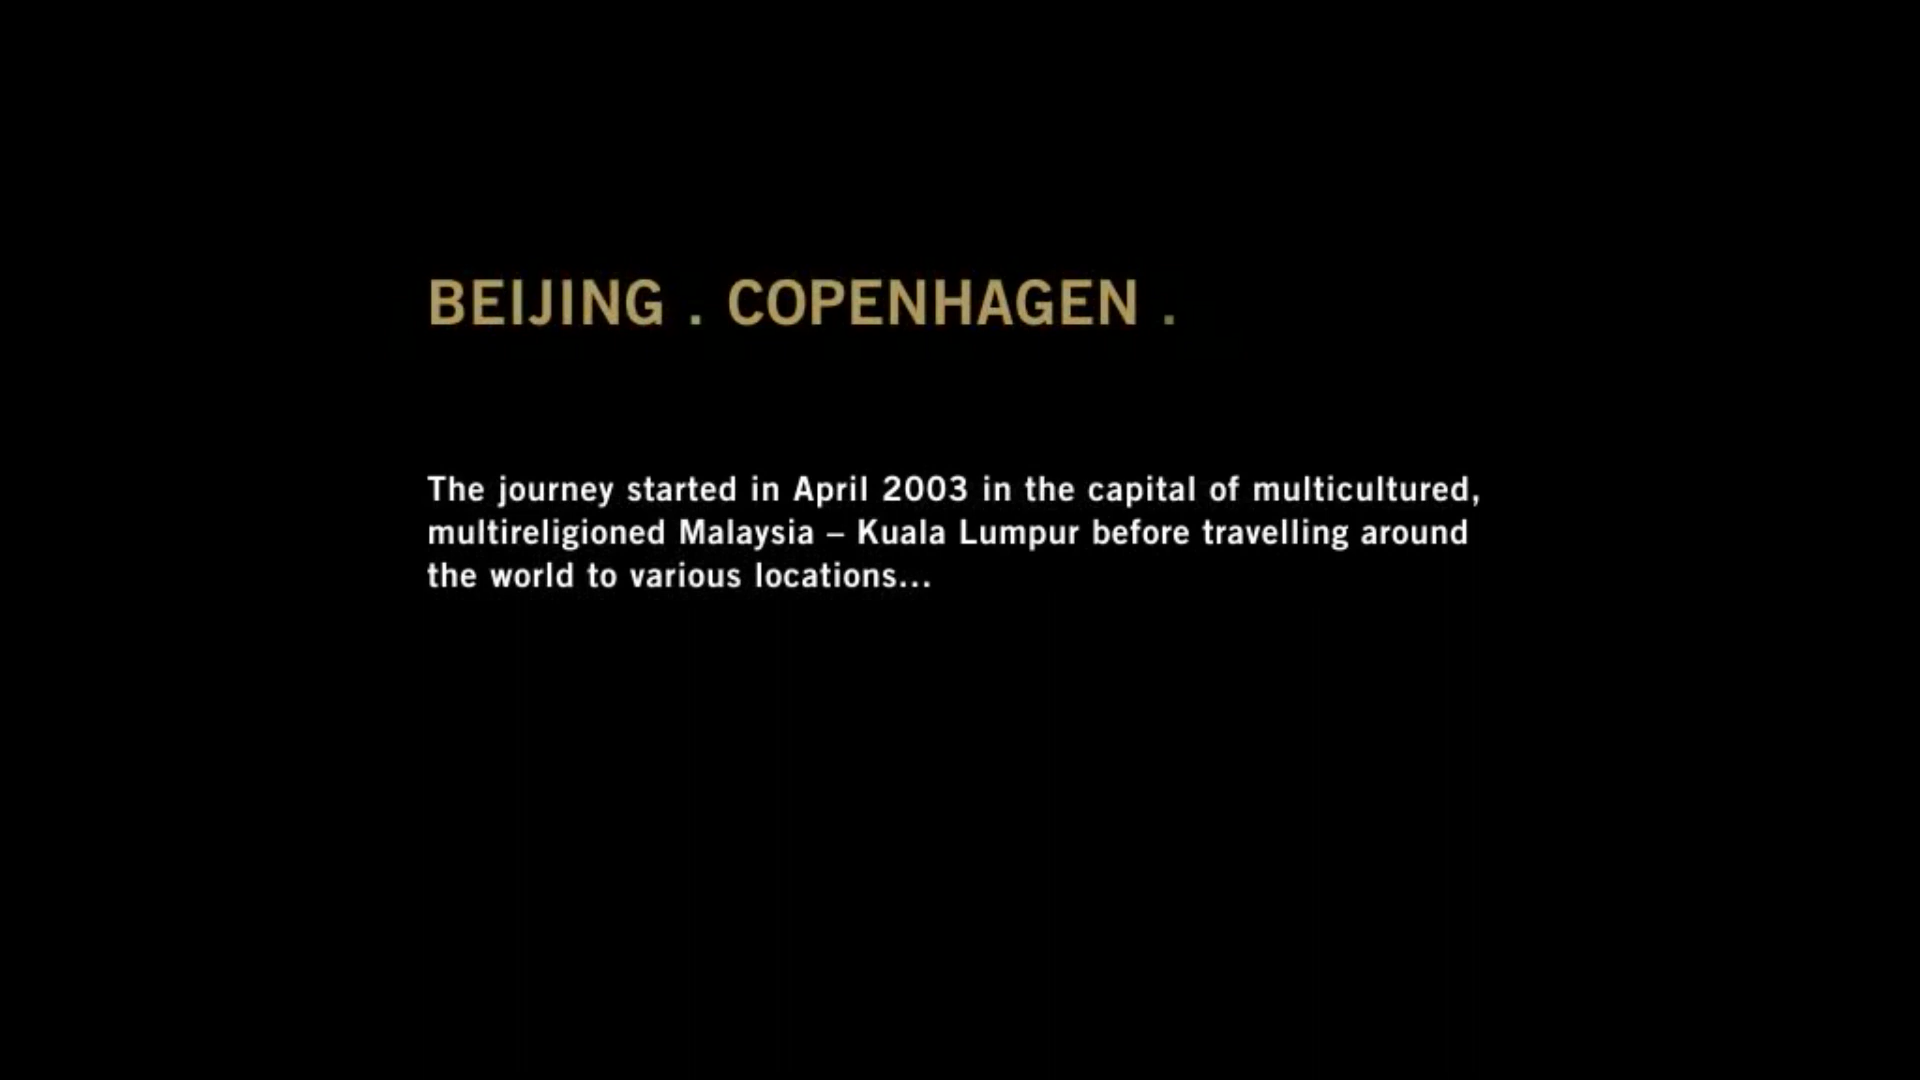 BEIJING . COPENHAGEN .
The journey started in April 2003 in the capital of multicultured,
multireligioned Malaysia – Kuala Lumpur before travelling around
the world to various locations...